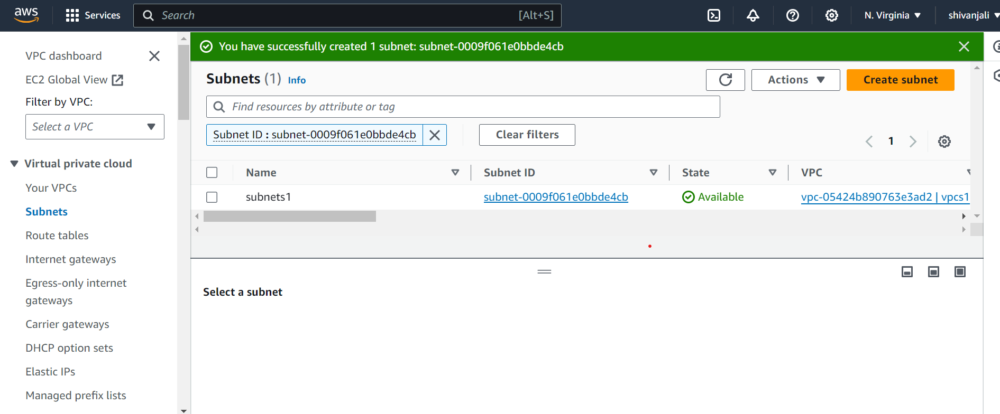 aws
Services
Search [Alt+S]
N. Virginia
shivanjali
VPC dashboard
EC2 Global View
Filter by VPC:
Select a VPC
Virtual private cloud
Your VPCs
Subnets
Route tables
Internet gateways
Egress-only internet
gateways
Carrier gateways
DHCP option sets
Elastic IPs
Managed prefix lists
You have successfully created 1 subnet: subnet-0009f061e0bbde4cb
Subnets (1) Info
Actions
Create subnet
Find resources by attribute or tag
Subnet ID : subnet-0009f061e0bbde4cb
Clear filters
1
Name Subnet ID State VPC
subnets1 subnet-0009f061e0bbde4cb Available vpc-05424b890763e3ad2 | vpcs1
Select a subnet